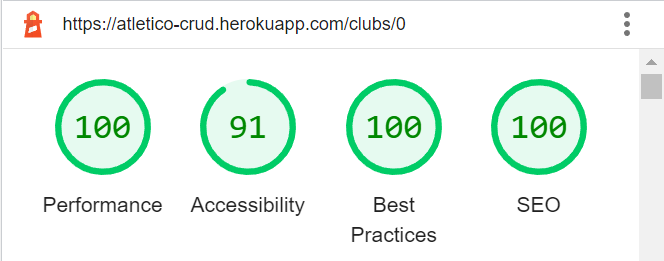 https://atletico-crud.herokuapp.com/clubs/0
100
91
100
100
Performance
Accessibility
Best
Practices
SEO